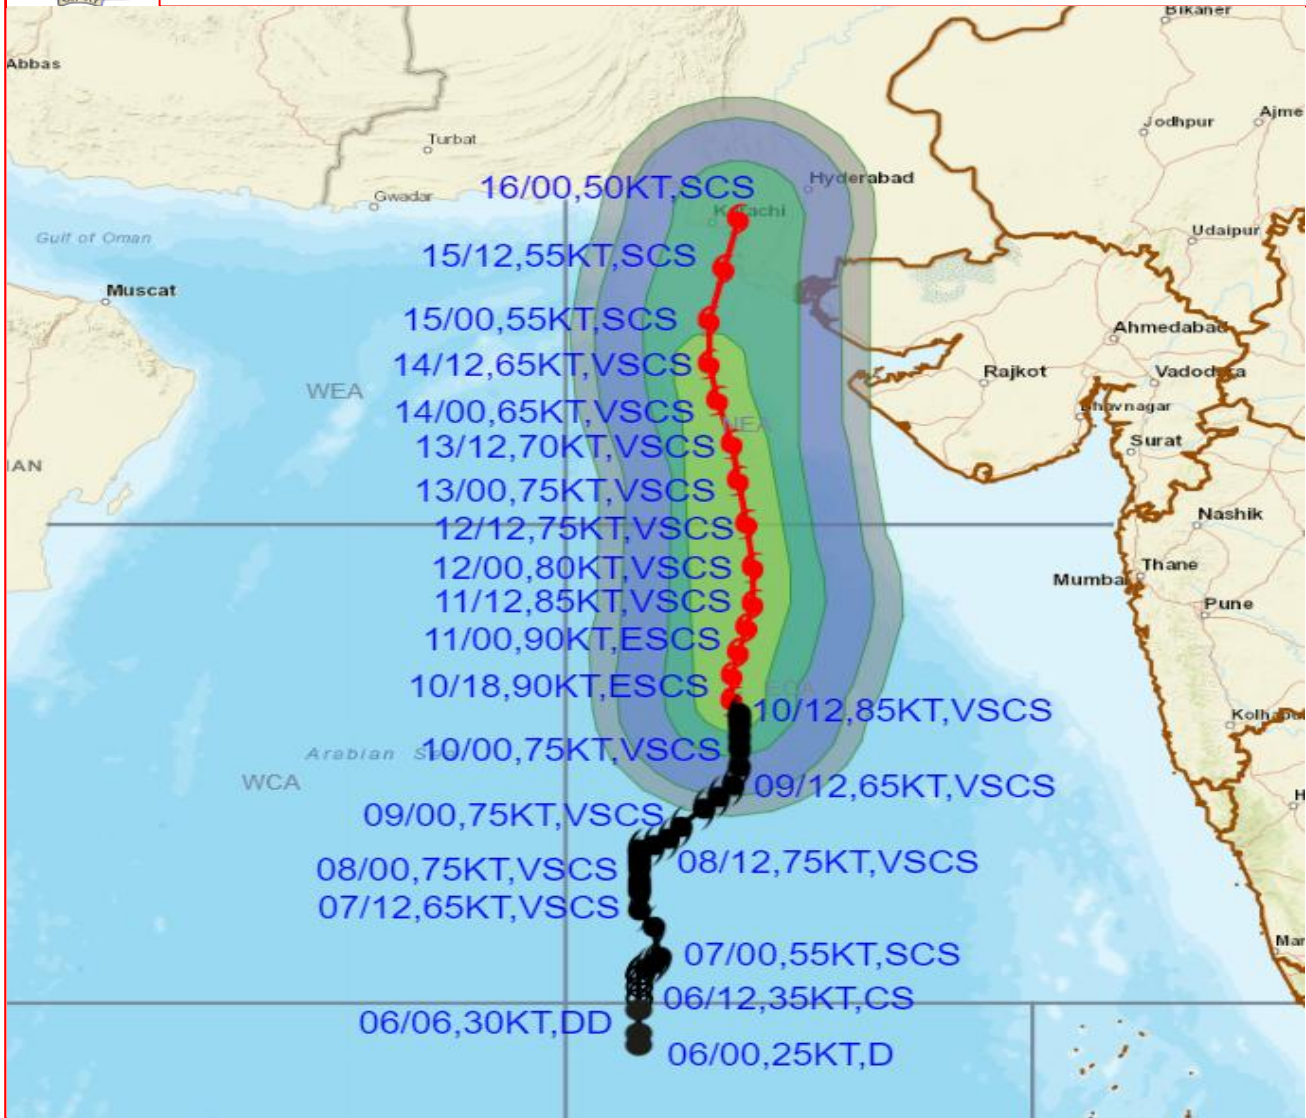 Bikaner
Abbas
Jodhpur
Ajme
Turbat
16/00,50KT,SCS
Hyderabad
Gwadar
Karachi
Gulf of Oman
Udaipur
15/12,55KT,SCS
Muscat
15/00,55KT,SCS
Ahmedabad
14/12,65KT,VSCS
Rajkot
Vadodara
WEA
14/00,65KT,VSCS
Bhavnagar
NEA
13/12,70KT,VSCS
Surat
IAN
13/00,75KT,VSCS
Nashik
12/12,75KT,VSCS
12/00,80KT,VSCS
Thane
Mumbai
11/12,85KT,VSCS
Pune
11/00,90KT,ESCS
10/18,90KT,ESCS
ECA
10/12,85KT,VSCS
Kolhapu
Arabian Sea
10/00,75KT,VSCS
WCA
09/12,65KT,VSCS
H
09/00,75KT,VSCS
08/12,75KT,VSCS
08/00,75KT,VSCS
07/12,65KT,VSCS
Mar
07/00,55KT,SCS
06/12,35KT,CS
06/06,30KT,DD
06/00,25KT,D